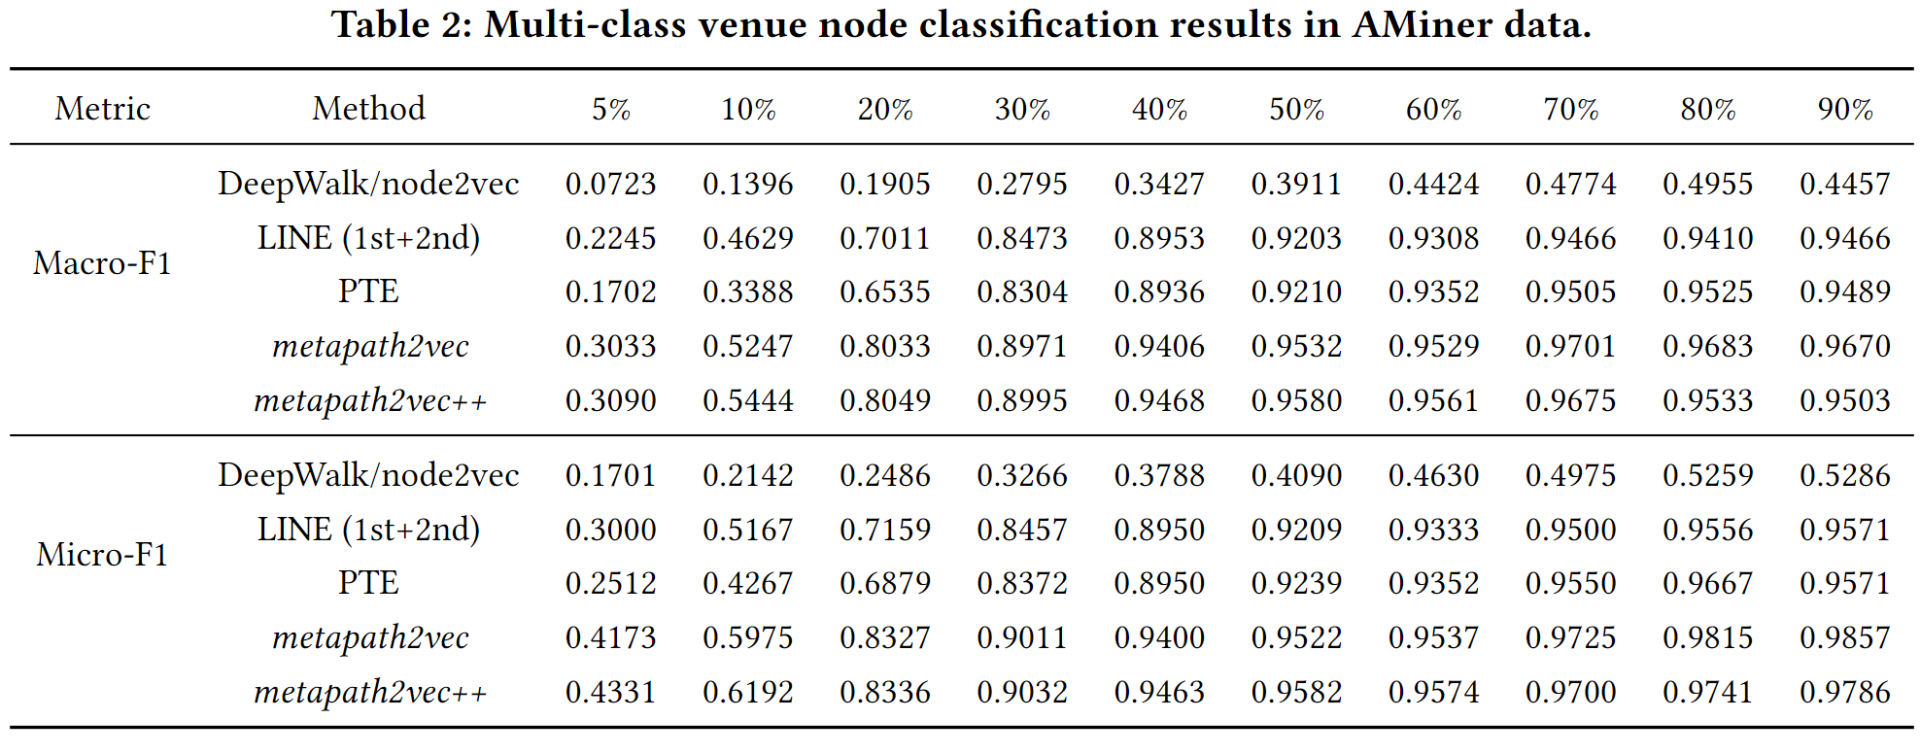 Table 2: Multi-class venue node classification results in AMiner data.
Metric Method 5% 10% 20% 30% 40% 50% 60% 70% 80% 90%
Macro-F1
DeepWalk/node2vec 0.0723 0.1396 0.1905 0.2795 0.3427 0.3911 0.4424 0.4774 0.4955 0.4457
LINE (1st+2nd) 0.2245 0.4629 0.7011 0.8473 0.8953 0.9203 0.9308 0.9466 0.9410 0.9466
PTE 0.1702 0.3388 0.6535 0.8304 0.8936 0.9210 0.9352 0.9505 0.9525 0.9489
metapath2vec 0.3033 0.5247 0.8033 0.8971 0.9406 0.9532 0.9529 0.9701 0.9683 0.9670
metapath2vec++ 0.3090 0.5444 0.8049 0.8995 0.9468 0.9580 0.9561 0.9675 0.9533 0.9503
Micro-F1
DeepWalk/node2vec 0.1701 0.2142 0.2486 0.3266 0.3788 0.4090 0.4630 0.4975 0.5259 0.5286
LINE (1st+2nd) 0.3000 0.5167 0.7159 0.8457 0.8950 0.9209 0.9333 0.9500 0.9556 0.9571
PTE 0.2512 0.4267 0.6879 0.8372 0.8950 0.9239 0.9352 0.9550 0.9667 0.9571
metapath2vec 0.4173 0.5975 0.8327 0.9011 0.9400 0.9522 0.9537 0.9725 0.9815 0.9857
metapath2vec++ 0.4331 0.6192 0.8336 0.9032 0.9463 0.9582 0.9574 0.9700 0.9741 0.9786